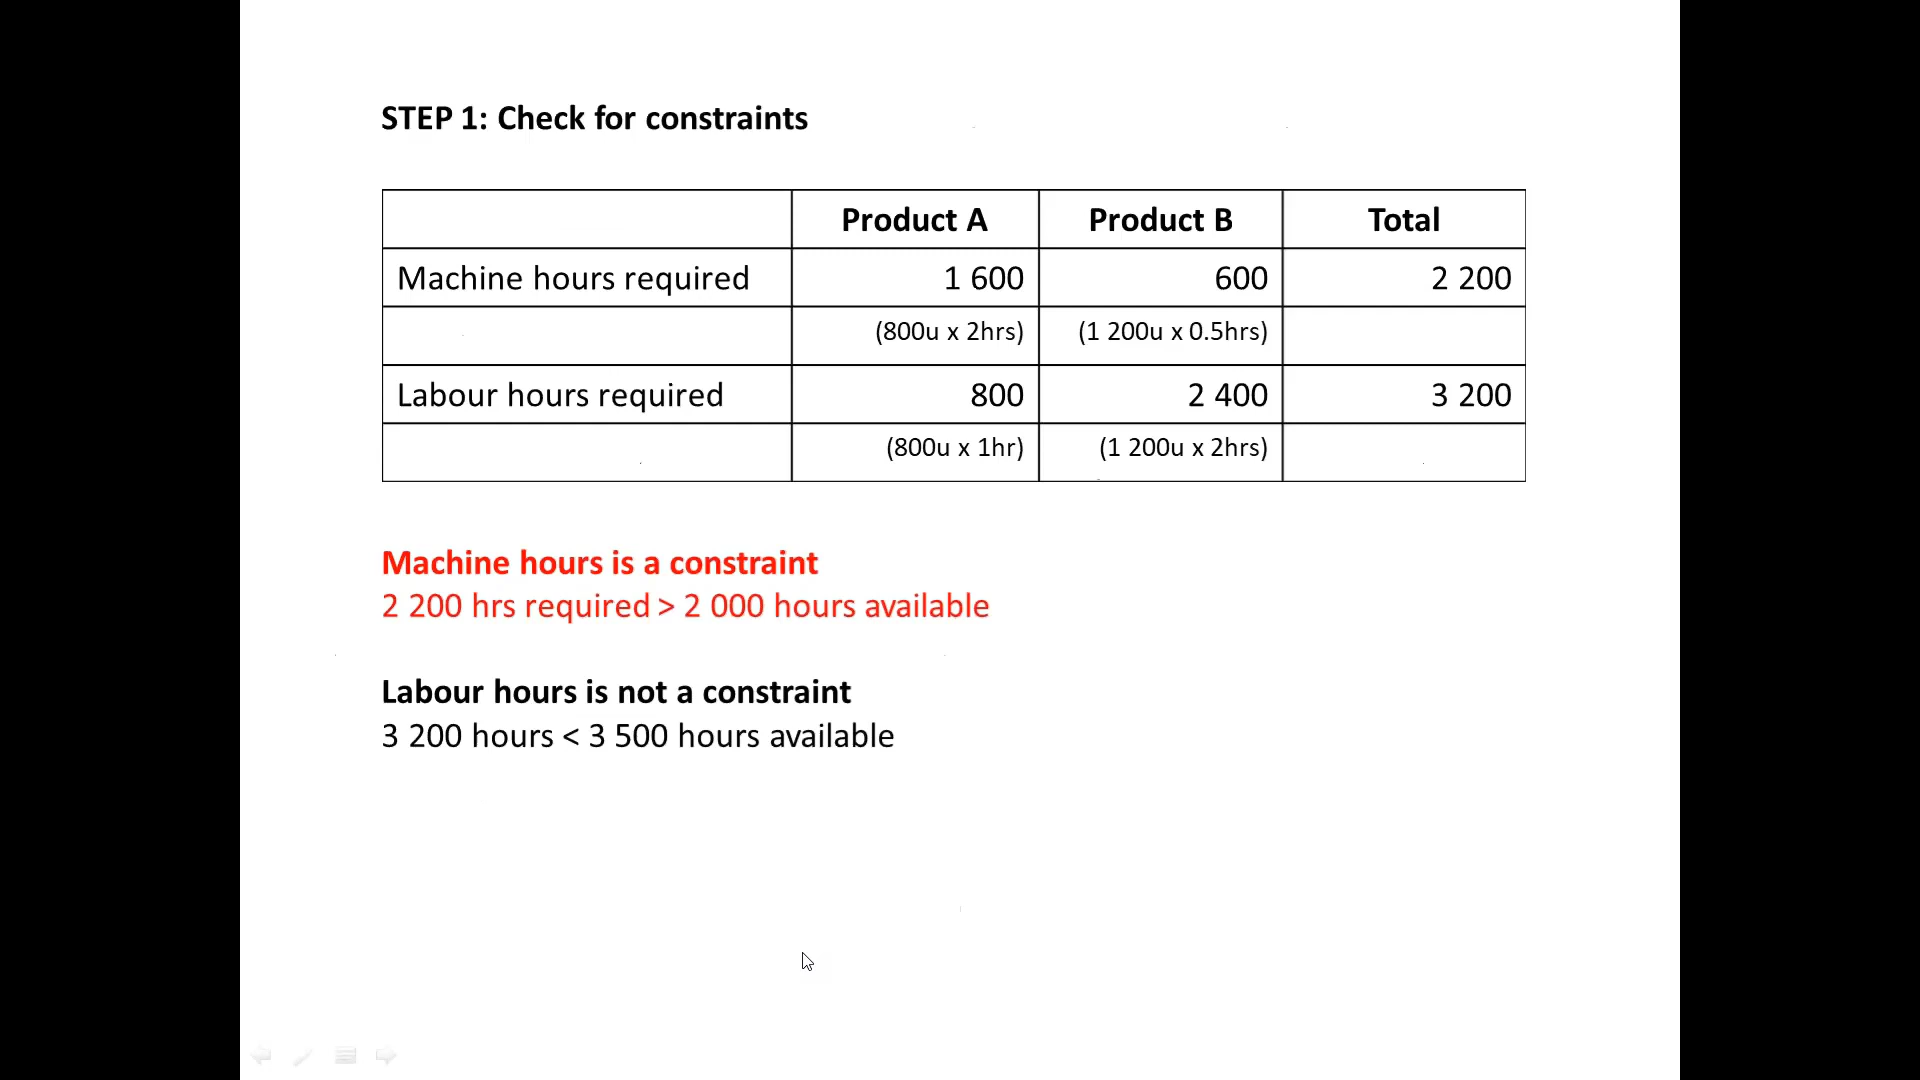 STEP 1: Check for constraints
Product A Product B Total
Machine hours required 1 600 600 2 200
(800u x 2hrs) (1 200u x 0.5hrs)
Labour hours required 800 2 400 3 200
(800u x 1hr) (1 200u x 2hrs)
Machine hours is a constraint
2 200 hrs required > 2 000 hours available
Labour hours is not a constraint
3 200 hours < 3 500 hours available